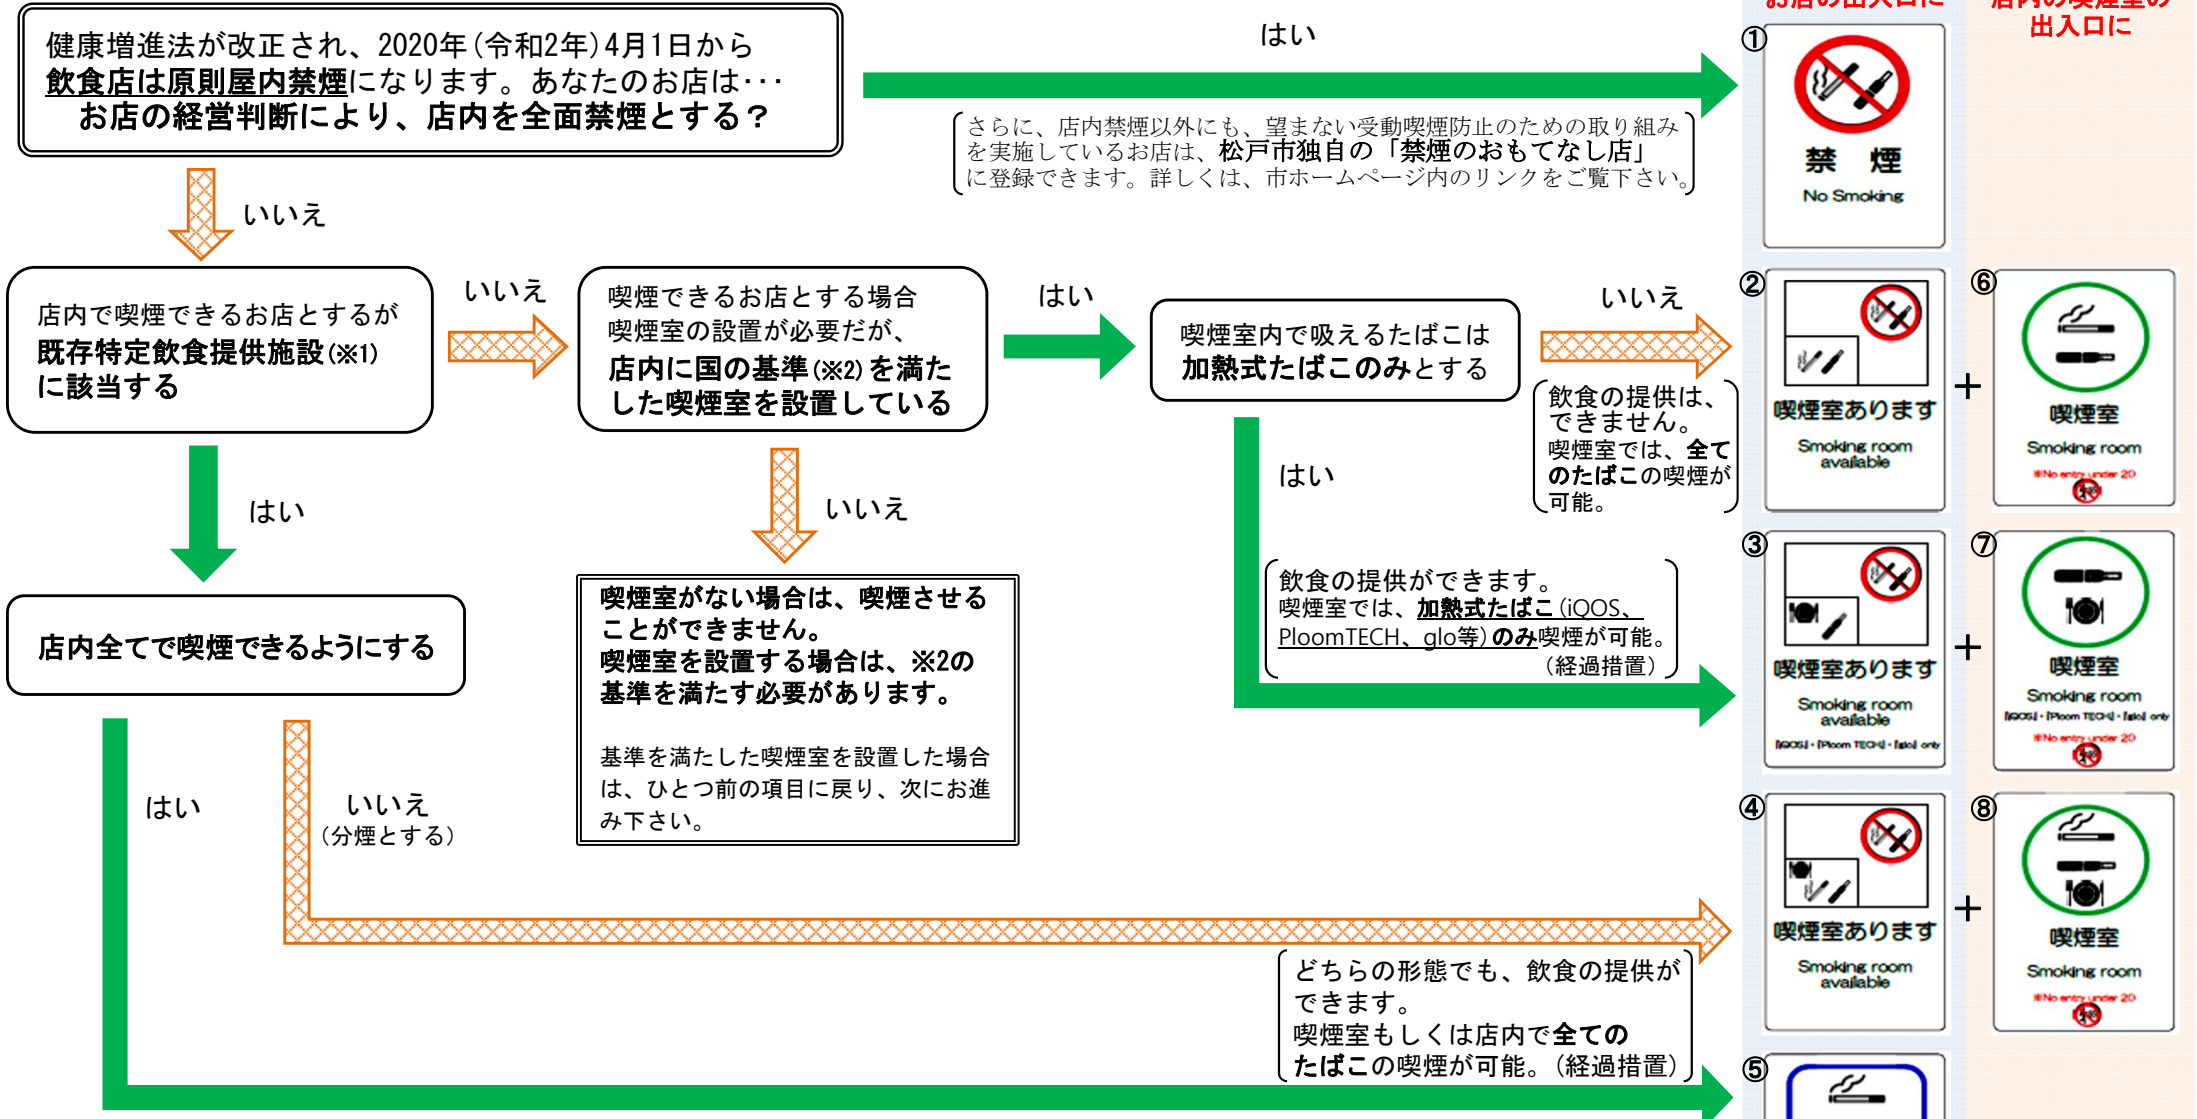 お店の出入口に
店内の喫煙室の
出入口に
健康増進法が改正され、2020年(令和2年)4月1日から
飲食店は原則屋内禁煙になります。あなたのお店は･･･
お店の経営判断により、店内を全面禁煙とする？
はい
さらに、店内禁煙以外にも、望まない受動喫煙防止のための取り組み
を実施しているお店は、松戸市独自の「禁煙のおもてなし店」
に登録できます。詳しくは、市ホームページ内のリンクをご覧下さい。
①
禁 煙
No Smoking
いいえ
店内で喫煙できるお店とするが
既存特定飲食提供施設(※1)
に該当する
いいえ
喫煙できるお店とする場合
喫煙室の設置が必要だが、
店内に国の基準(※2)を満た
した喫煙室を設置している
はい
喫煙室内で吸えるたばこは
加熱式たばこのみとする
いいえ
飲食の提供は、
できません。
喫煙室では、全て
のたばこの喫煙が
可能。
②
喫煙室あります
Smoking room
available
+
⑥
喫煙室
Smoking room
※No entry under 20
はい
いいえ
はい
飲食の提供ができます。
喫煙室では、加熱式たばこ(iQOS、
PloomTECH、glo等)のみ喫煙が可能。
(経過措置)
③
喫煙室あります
Smoking room
available
「iQOS」・「Ploom TECH」・「glo」 only
+
⑦
喫煙室
Smoking room
「iQOS」・「Ploom TECH」・「glo」 only
※No entry under 20
店内全てで喫煙できるようにする
喫煙室がない場合は、喫煙させる
ことができません。
喫煙室を設置する場合は、※2の
基準を満たす必要があります。
基準を満たした喫煙室を設置した場合
は、ひとつ前の項目に戻り、次にお進
み下さい。
はい
いいえ
(分煙とする)
④
喫煙室あります
Smoking room
available
+
⑧
喫煙室
Smoking room
※No entry under 20
どちらの形態でも、飲食の提供が
できます。
喫煙室もしくは店内で全ての
たばこの喫煙が可能。(経過措置)
⑤